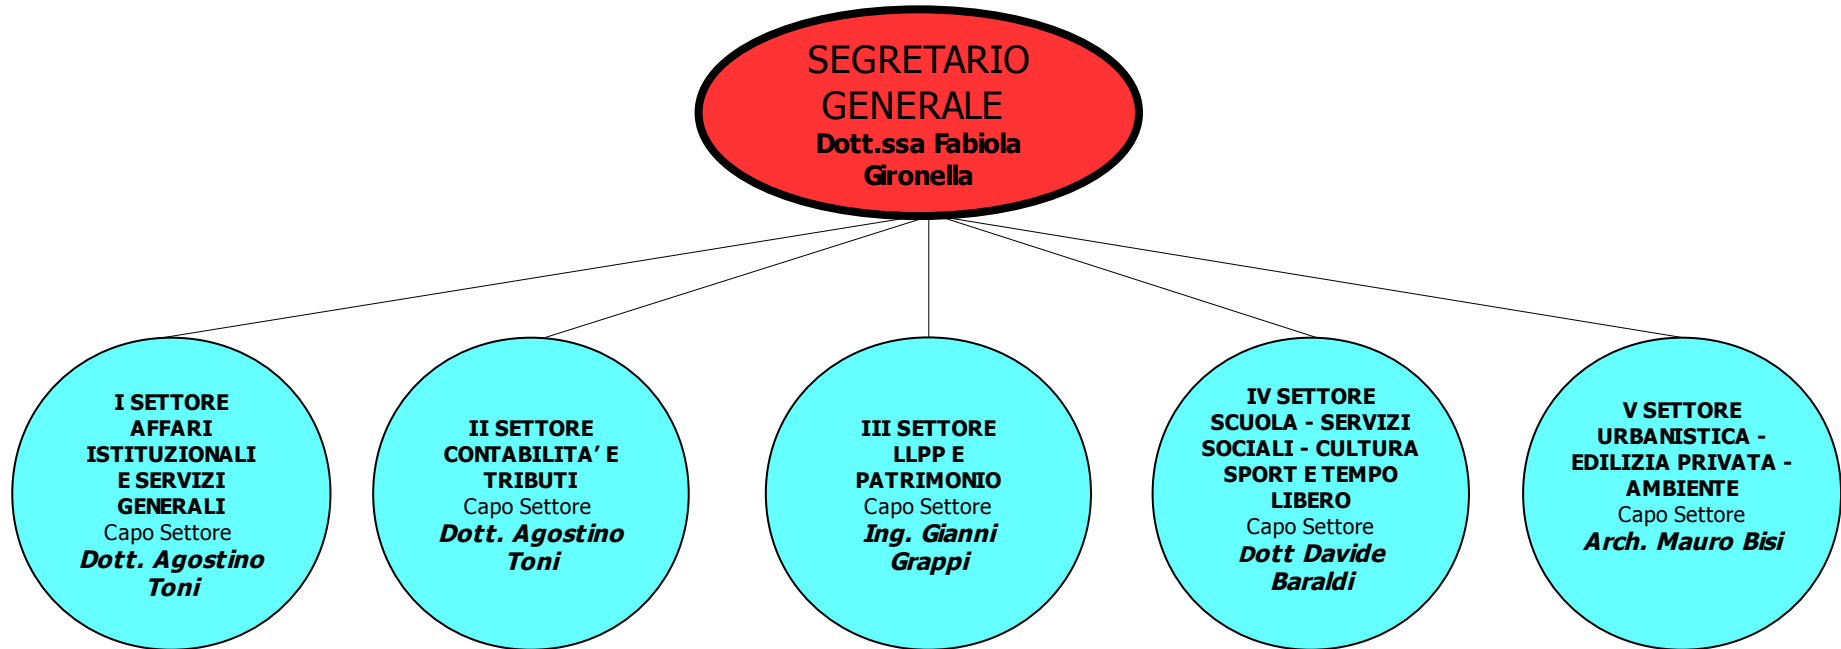 SEGRETARIO
GENERALE
Dott.ssa Fabiola
Gironella
I SETTORE
AFFARI
ISTITUZIONALI
E SERVIZI
GENERALI
Capo Settore
Dott. Agostino
Toni
II SETTORE
CONTABILITA’ E
TRIBUTI
Capo Settore
Dott. Agostino
Toni
III SETTORE
LLPP E
PATRIMONIO
Capo Settore
Ing. Gianni
Grappi
IV SETTORE
SCUOLA - SERVIZI
SOCIALI - CULTURA
SPORT E TEMPO
LIBERO
Capo Settore
Dott Davide
Baraldi
V SETTORE
URBANISTICA -
EDILIZIA PRIVATA -
AMBIENTE
Capo Settore
Arch. Mauro Bisi